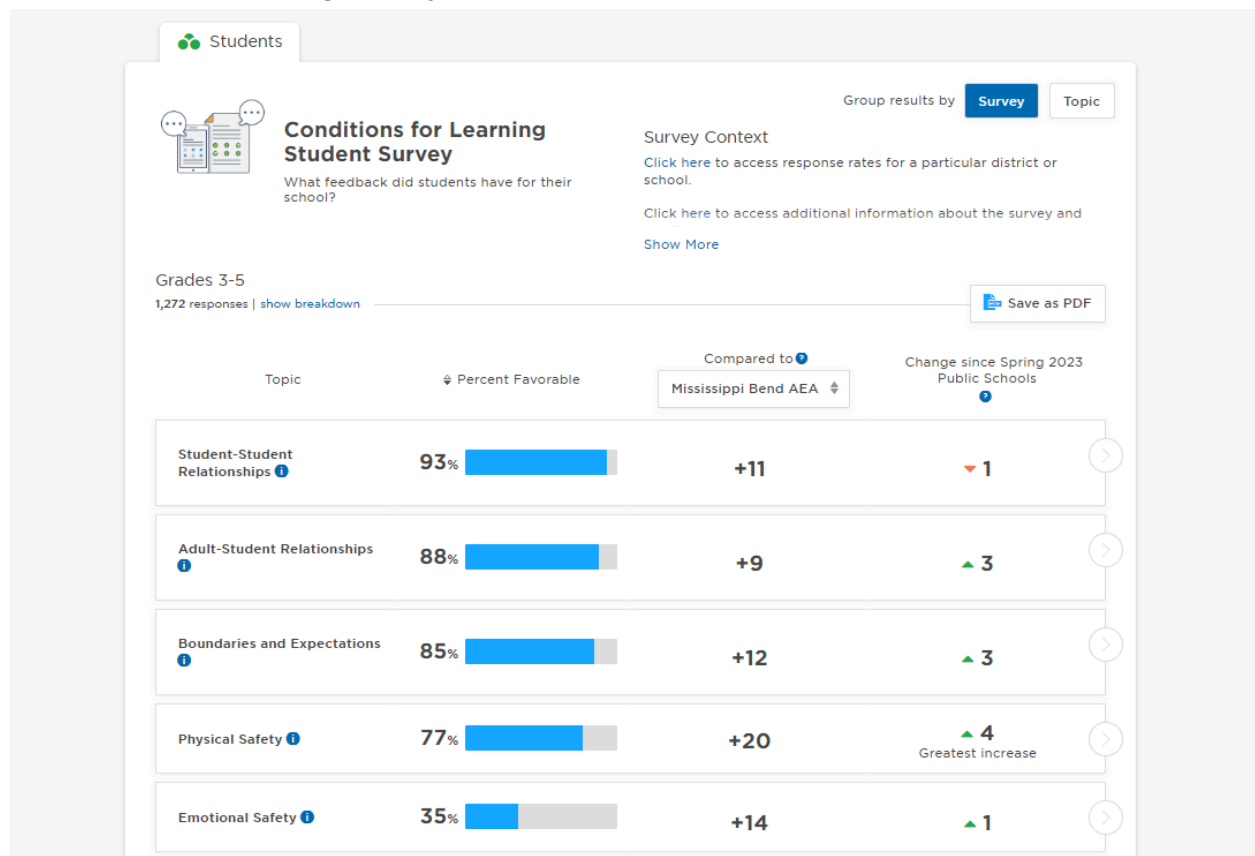 Students
Group results by Survey Topic
Conditions for Learning
Student Survey
What feedback did students have for their
school?
Survey Context
Click here to access response rates for a particular district or
school.
Click here to access additional information about the survey and
Show More
Grades 3-5
1,272 responses | show breakdown
Save as PDF
Topic
Percent Favorable
Compared to
Mississippi Bend AEA
Change since Spring 2023
Public Schools
Student-Student
Relationships
93%
+11
1
Adult-Student Relationships
88%
+9
3
Boundaries and Expectations
85%
+12
3
Physical Safety
77%
+20
4
Greatest increase
Emotional Safety
35%
+14
1